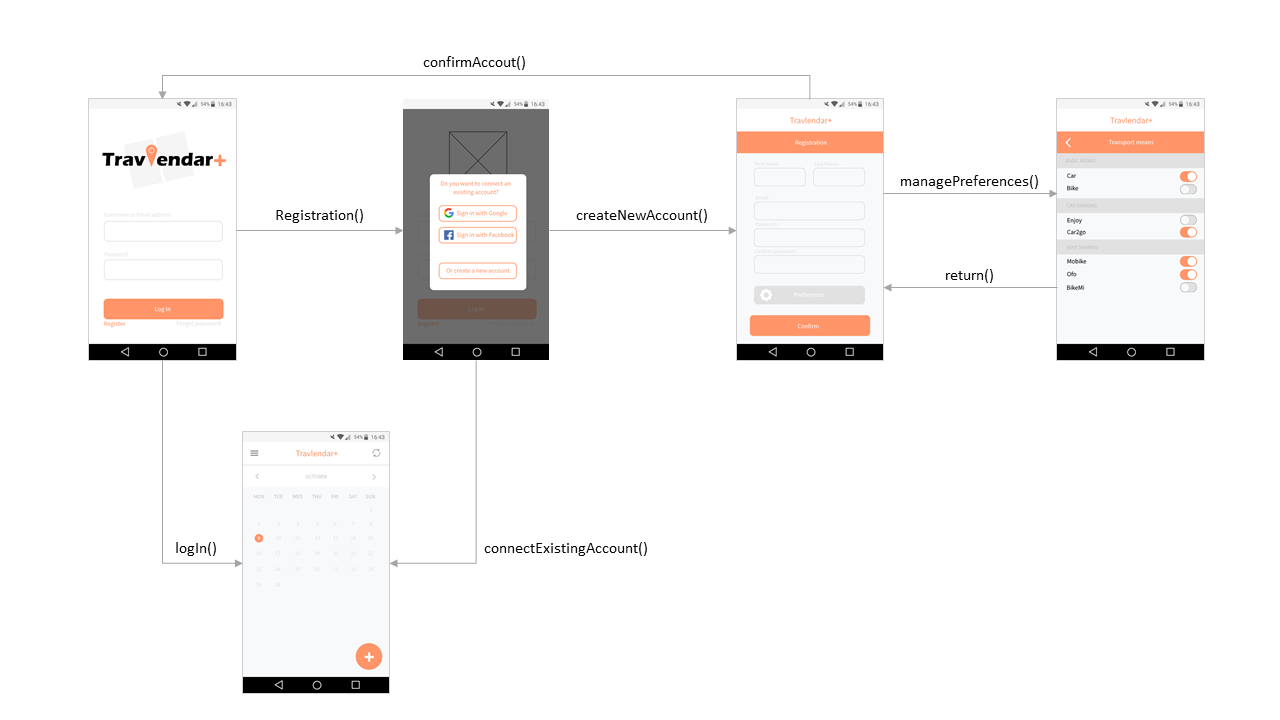 confirmAccout()
54% 16:43
Travlendar+
Username or Email address
Password
Log In
Register
Forgot password?
Registration()
54% 16:43
Do you want to connect an
existing account?
Sign in with Google
Sign in with Facebook
Or create a new account
Log In
Register
createNewAccount()
54% 16:43
Travlendar+
Registration
First name
Last name
Email
Password
Confirm password
Preferences
Confirm
managePreferences()
return()
54% 16:43
Travlendar+
Transport means
BASIC MEANS
Car
Bike
CAR SHARING
Enjoy
Car2go
BIKE SHARING
Mobike
Ofo
BikeMi
logIn()
connectExistingAccount()
54% 16:43
Travlendar+
OCTOBER
MON TUE WED THU FRI SAT SUN
1
2 3 4 5 6 7 8
9 10 11 12 13 14 15
16 17 18 19 20 21 22
23 24 25 26 27 28 29
30 31
+